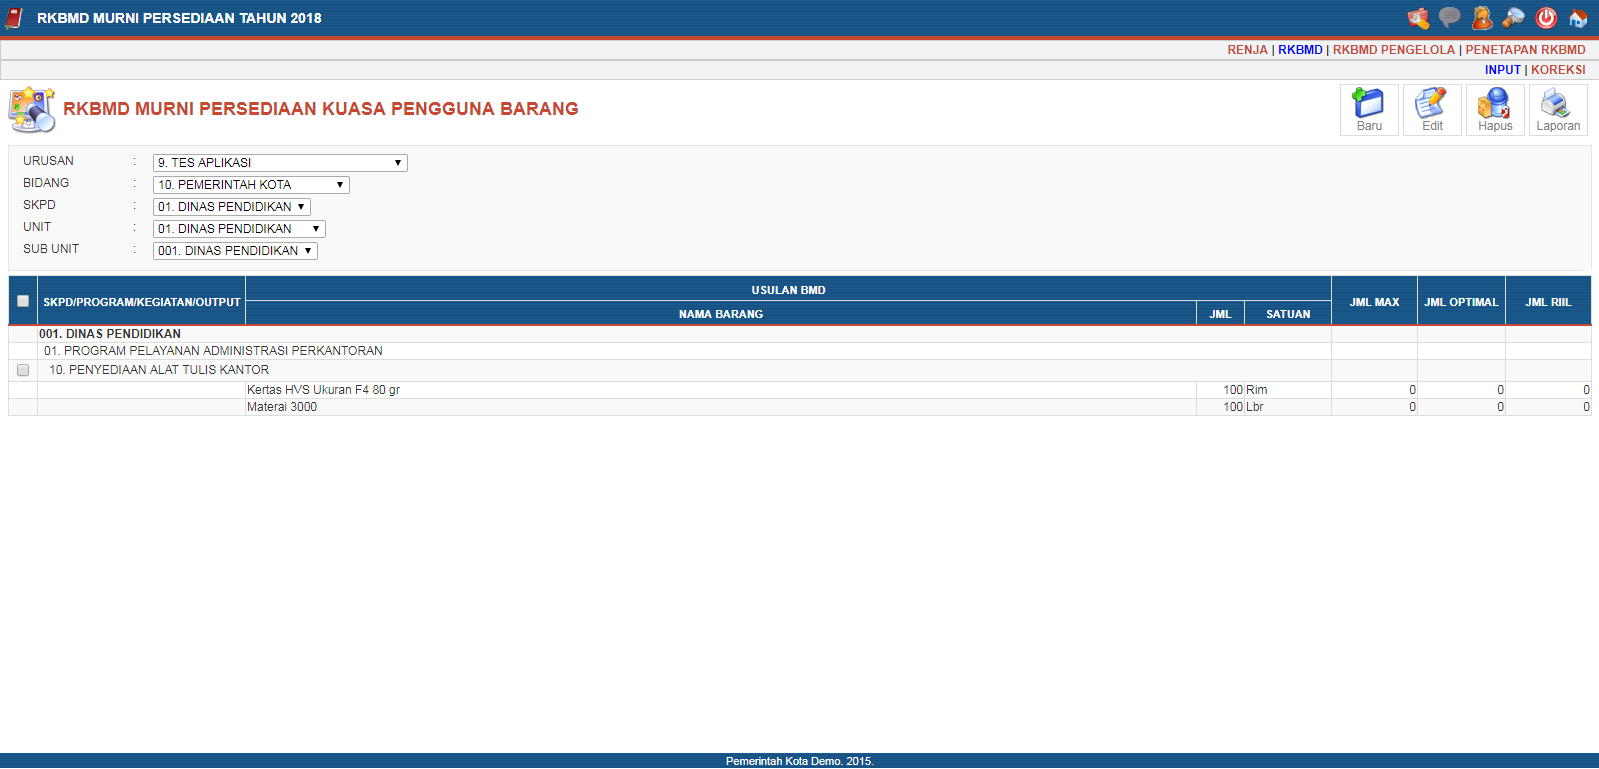 RKBMD MURNI PERSEDIAAN TAHUN 2018
RENJA | RKBMD | RKBMD PENGELOLA | PENETAPAN RKBMD
INPUT | KOREKSI
RKBMD MURNI PERSEDIAAN KUASA PENGGUNA BARANG
Baru Edit Hapus Laporan
URUSAN : 9. TES APLIKASI
BIDANG : 10. PEMERINTAH KOTA
SKPD : 01. DINAS PENDIDIKAN
UNIT : 01. DINAS PENDIDIKAN
SUB UNIT : 001. DINAS PENDIDIKAN
SKPD/PROGRAM/KEGIATAN/OUTPUT USULAN BMD JML MAX JML OPTIMAL JML RIIL
NAMA BARANG JML SATUAN
001. DINAS PENDIDIKAN
01. PROGRAM PELAYANAN ADMINISTRASI PERKANTORAN
10. PENYEDIAAN ALAT TULIS KANTOR
Kertas HVS Ukuran F4 80 gr 100 Rim 0 0 0
Materai 3000 100 Lbr 0 0 0
Pemerintah Kota Demo. 2015.